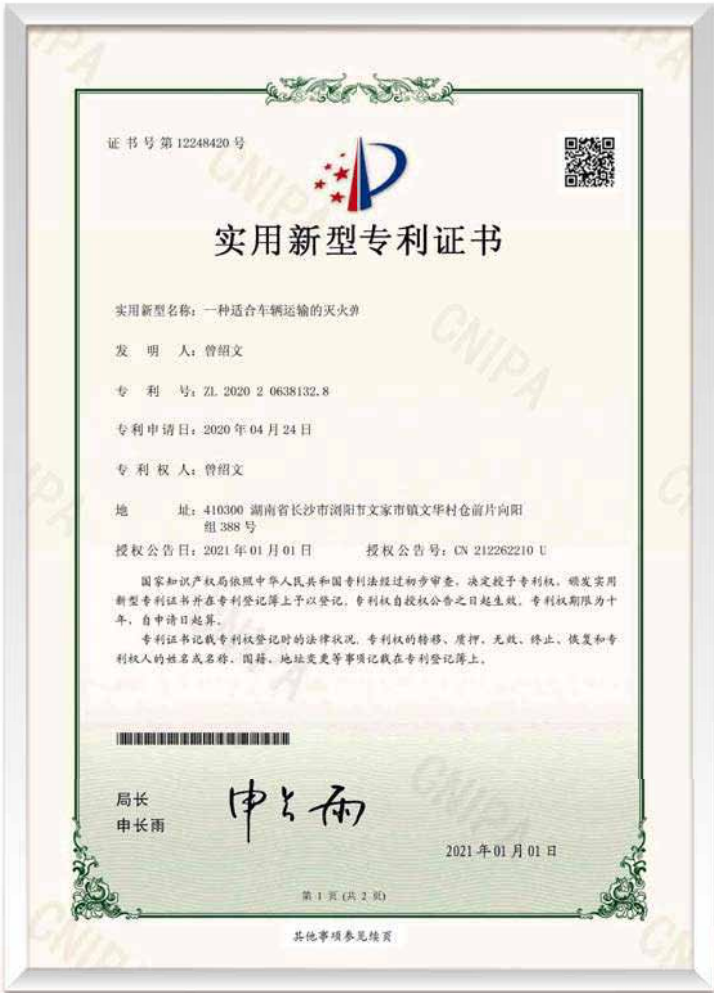 证书号第12248420号
实用新型专利证书
实用新型名称：一种适合车辆运输的灭火弹
发 明 人：曾绍文
专 利 号：ZL 2020 2 0638132.8
专利申请日：2020年04月24日
专 利 权 人：曾绍文
地 址：410300 湖南省长沙市浏阳市文家市镇文华村仓前片向阳
组388号
授权公告日：2021年01月01日 授权公告号：CN 212262210 U
国家知识产权局依照中华人民共和国专利法经过初步审查，决定授予专利权，颁发实用
新型专利证书并在专利登记簿上予以登记。专利权自授权公告之日起生效。专利权期限为十
年，自申请日起算。
专利证书记载专利权登记时的法律状况。专利权的转移、质押、无效、终止、恢复和专
利权人的姓名或名称、国籍、地址变更等事项记载在专利登记簿上。
局长
申长雨
申长雨
2021年01月01日
第 1 页 (共 2 页)
其他事项参见续页
CNIPA
CNIPA
CNIPA
CNIPA